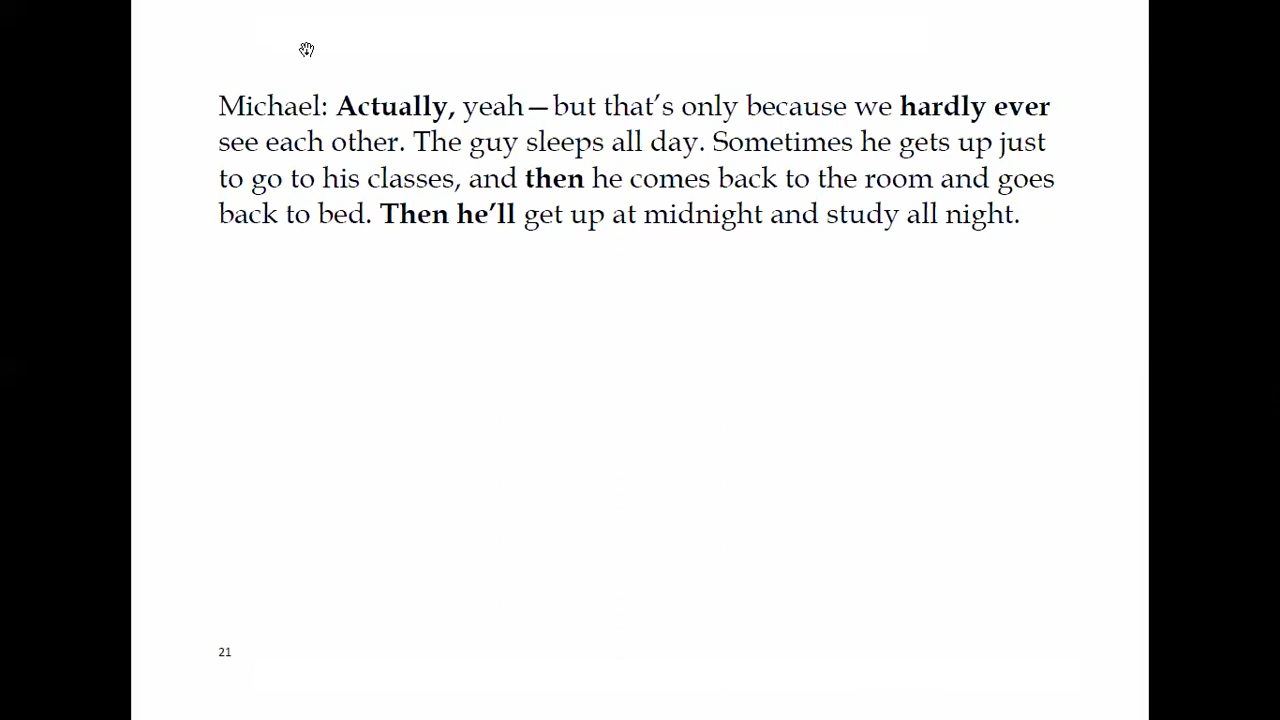 Michael: Actually, yeah—but that’s only because we hardly ever
see each other. The guy sleeps all day. Sometimes he gets up just
to go to his classes, and then he comes back to the room and goes
back to bed. Then he’ll get up at midnight and study all night.
21